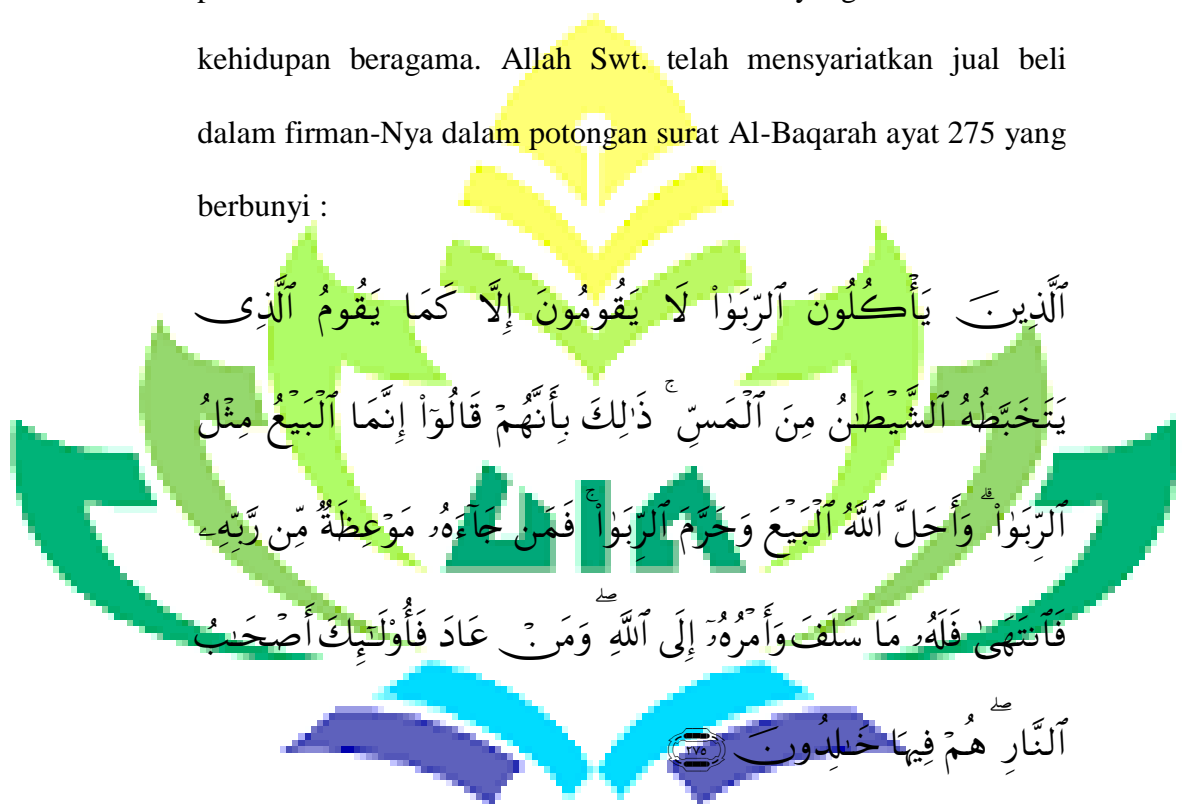 kehidupan beragama. Allah Swt. telah mensyariatkan jual beli
dalam firman-Nya dalam potongan surat Al-Baqarah ayat 275 yang
berbunyi :
ٱلَّذِينَ يَأْكُلُونَ ٱلرِّبَوٰا۟ لَا يَقُومُونَ إِلَّا كَمَا يَقُومُ ٱلَّذِى
يَتَخَبَّطُهُ ٱلشَّيْطَـٰنُ مِنَ ٱلْمَسِّ ۚ ذَٰلِكَ بِأَنَّهُمْ قَالُوٓا۟ إِنَّمَا ٱلْبَيْعُ مِثْلُ
ٱلرِّبَوٰا۟ ۗ وَأَحَلَّ ٱللَّهُ ٱلْبَيْعَ وَحَرَّمَ ٱلرِّبَوٰا۟ ۚ فَمَن جَآءَهُۥ مَوْعِظَةٌ مِّن رَّبِّهِۦ
فَٱنتَهَىٰ فَلَهُۥ مَا سَلَفَ وَأَمْرُهُۥٓ إِلَى ٱللَّهِ ۖ وَمَنْ عَادَ فَأُو۟لَـٰٓئِكَ أَصْحَـٰبُ
ٱلنَّارِ ۖ هُمْ فِيهَا خَـٰلِدُونَ ٢٧٥